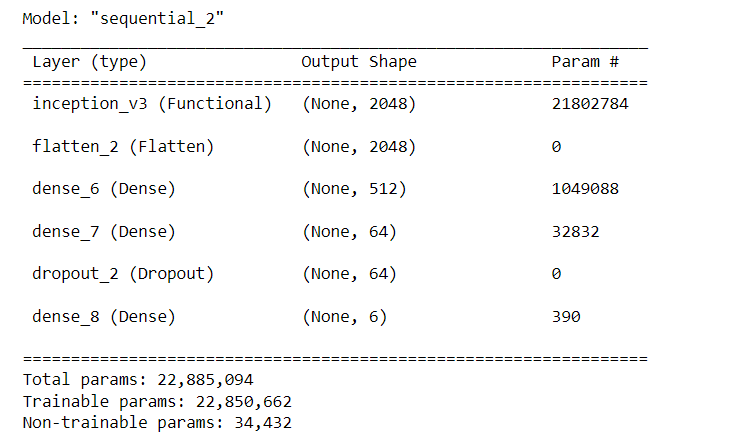 Model: "sequential_2"
Layer (type) Output Shape Param #
inception_v3 (Functional) (None, 2048) 21802784
flatten_2 (Flatten) (None, 2048) 0
dense_6 (Dense) (None, 512) 1049088
dense_7 (Dense) (None, 64) 32832
dropout_2 (Dropout) (None, 64) 0
dense_8 (Dense) (None, 6) 390
Total params: 22,885,094
Trainable params: 22,850,662
Non-trainable params: 34,432